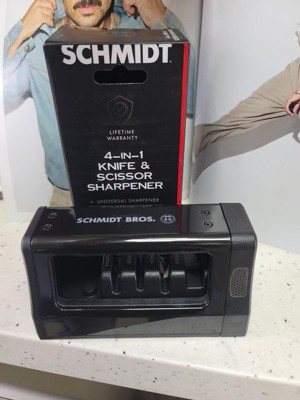 SCHMIDT
LIFETIME
WARRANTY
4-IN-1
KNIFE &
SCISSOR
SHARPENER
• UNIVERSAL SHARPENER
SCHMIDT BROS.